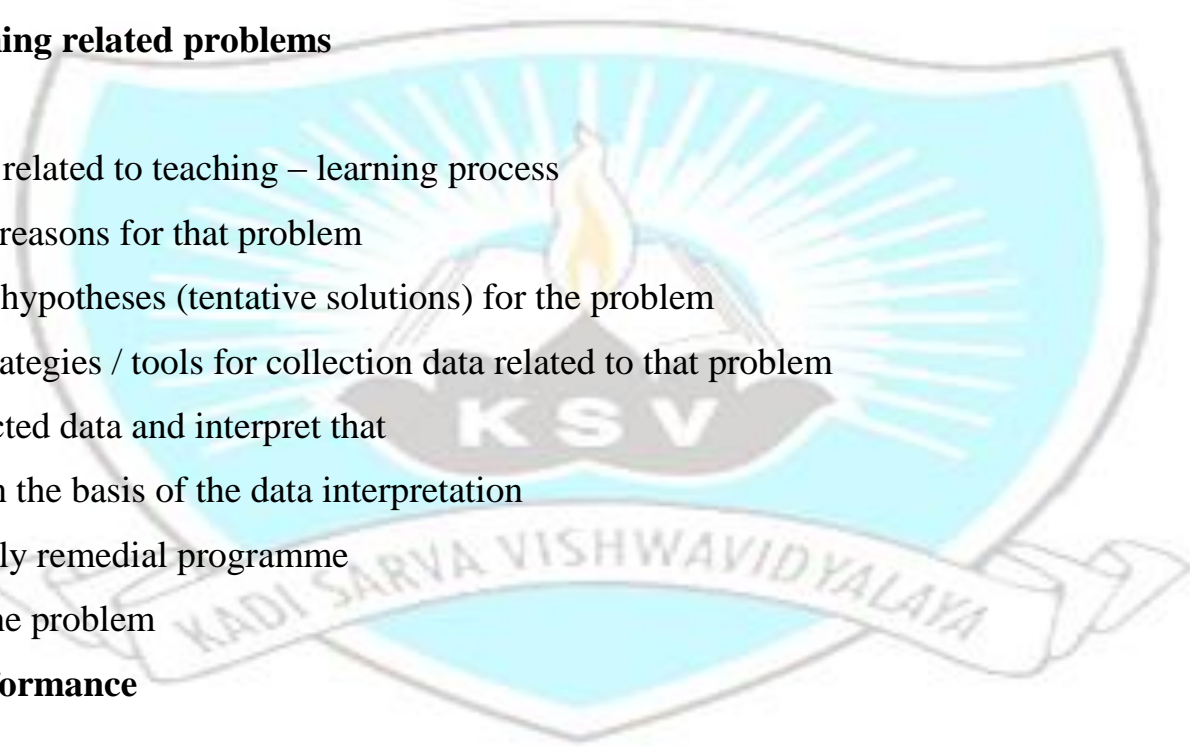 ing related problems
related to teaching – learning process
reasons for that problem
hypotheses (tentative solutions) for the problem
ategies / tools for collection data related to that problem
cted data and interpret that
the basis of the data interpretation
ly remedial programme
e problem
ormance
KSV
KADI SARVA VISHWAVIDYALAYA